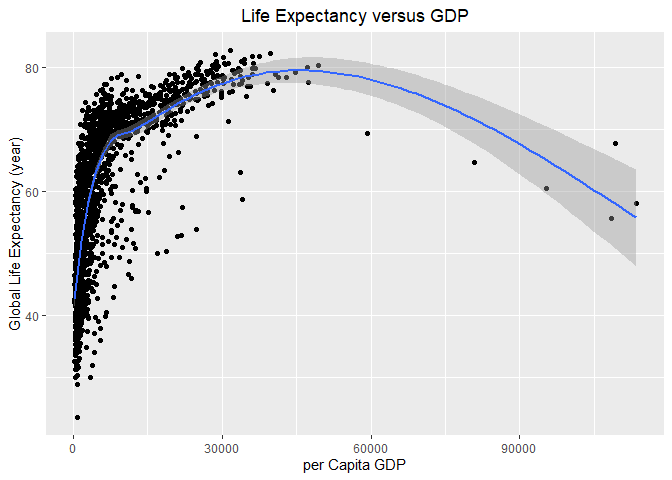 Life Expectancy versus GDP
Global Life Expectancy (year)
80
60
40
0
30000
60000
90000
per Capita GDP